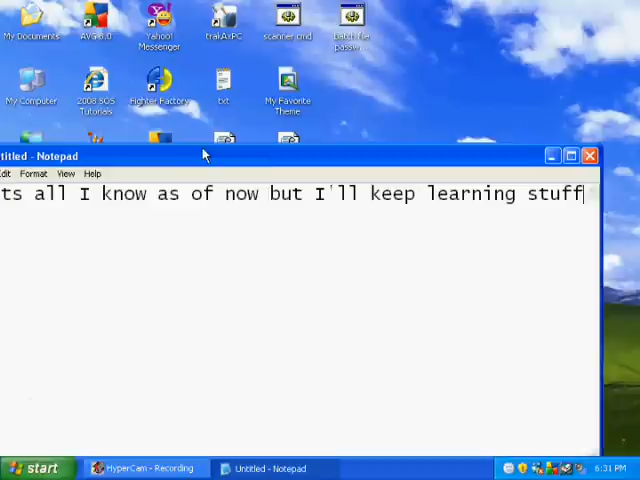 My Documents
AVG 8.0
Yahoo!
Messenger
trakAxPC
scanner cmd
Batch file
passw...
My Computer
2008 SOS
Tutorials
Fighter Factory
txt
My Favorite
Theme
ntitled - Notepad
Edit Format View Help
ts all I know as of now but I'll keep learning stuff
start
HyperCam - Recording
Untitled - Notepad
6:31 PM